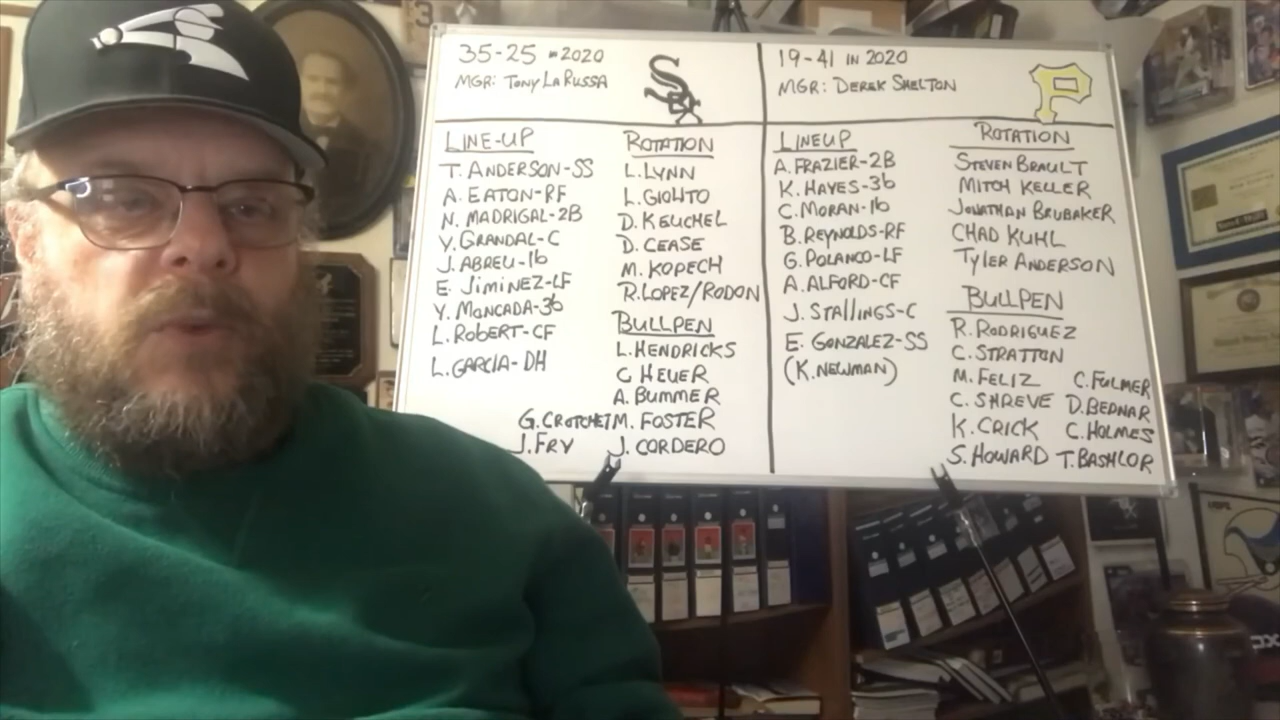 35-25 IN 2020
MGR: TONY LARUSSA
LINE-UP
T. ANDERSON-SS
A. EATON-RF
N. MADRIGAL-2B
Y. GRANDAL-C
J. ABREU-1b
E. JIMINEZ-LF
Y. MONCADA-3b
L. ROBERT-CF
L. GARCIA-DH
ROTATION
L. LYNN
L. GIOLITO
D. KEUCHEL
D. CEASE
M. KOPECH
R. LOPEZ/RODON
BULLPEN
L. HENDRICKS
C HEUER
A. BUMMER
G. CROTCHET M. FOSTER
J. FRY J. CORDERO
19-41 IN 2020
MGR: DEREK SHELTON
P
LINEUP
A. FRAZIER-2B
K. HAYES-3b
C. MORAN-1b
B. REYNOLDS-RF
G. POLANCO-LF
A. ALFORD-CF
J. STALLINGS-C
E. GONZALEZ-SS
(K. NEWMAN)
ROTATION
STEVEN BRAULT
MITCH KELLER
JONATHAN BRUBAKER
CHAD KUHL
TYLER ANDERSON
BULLPEN
R. RODRIGUEZ
C. STRATTON
M. FELIZ C. FULMER
C. SHREVE D. BEDNAR
K. CRICK C. HOLMES
S. HOWARD T. BASHLOR